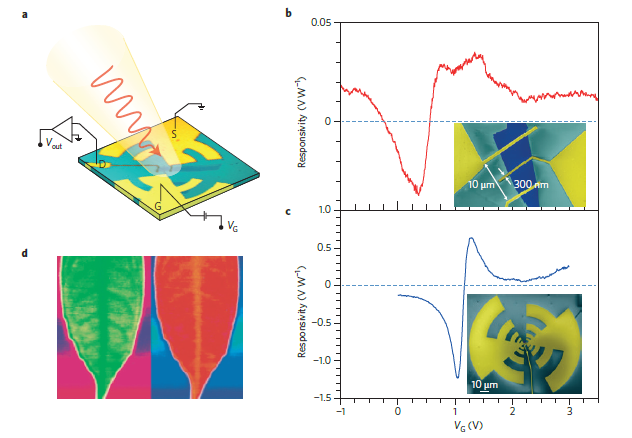 a
V_out
D
S
G
V_G
b
0.05
0
1.0
Responsivity (V W⁻¹)
10 µm
300 nm
c
0.5
0
−0.5
−1.0
−1.5
Responsivity (V W⁻¹)
10 µm
−1
0
1
2
3
V_G (V)
d